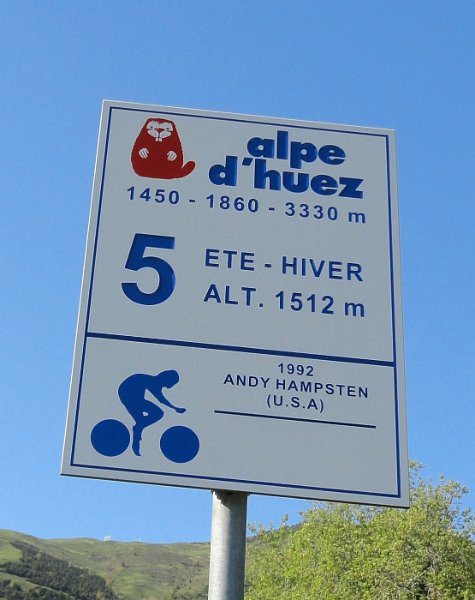 alpe
d'huez
1450 - 1860 - 3330 m
5
ETE - HIVER
ALT. 1512 m
1992
ANDY HAMPSTEN
(U.S.A)